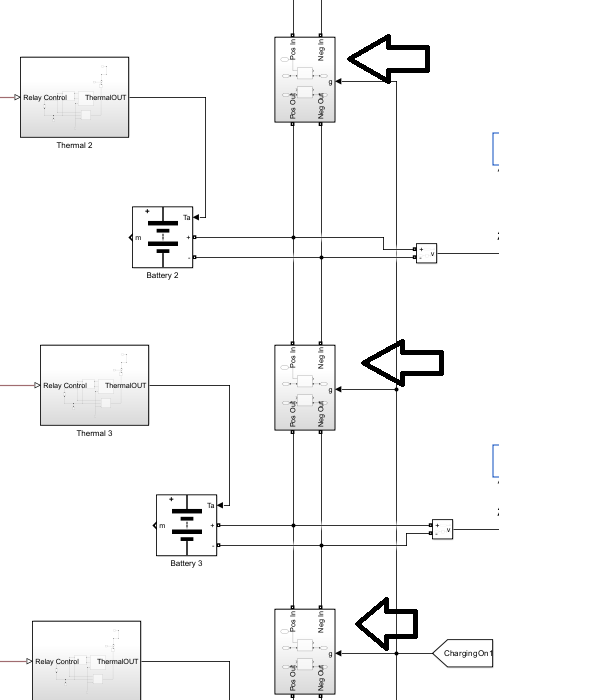 Pos In
Neg In
g
Pos Out
Neg Out
Relay Control
ThermalOUT
Thermal 2
+
Ta
m
+
-
Battery 2
+
-
v
Pos In
Neg In
g
Pos Out
Neg Out
Relay Control
ThermalOUT
Thermal 3
+
Ta
m
+
-
Battery 3
+
-
v
Pos In
Neg In
g
Pos Out
Neg Out
Relay Control
ThermalOUT
ChargingOn1